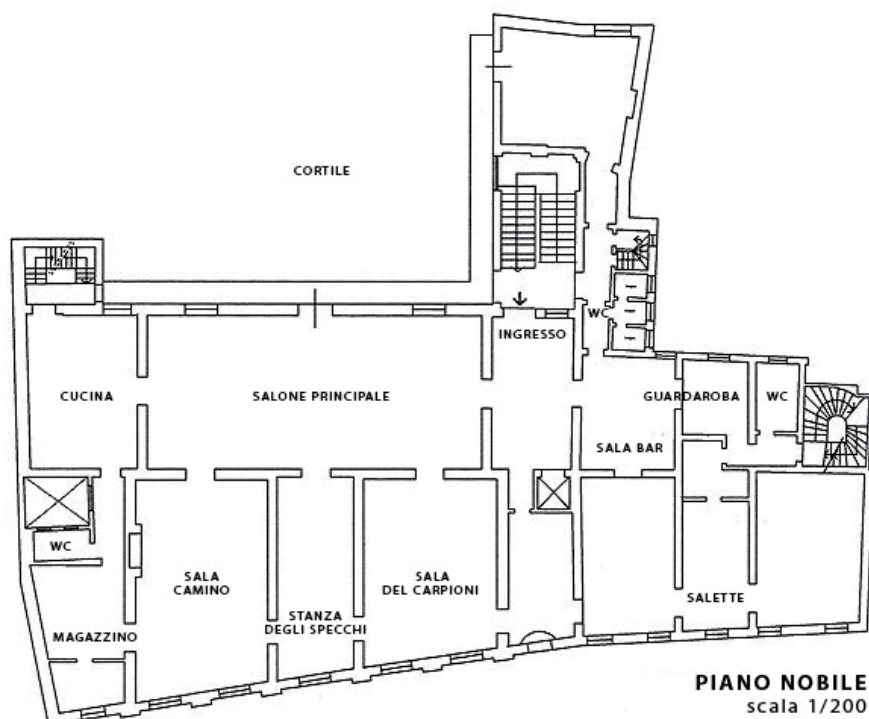 CORTILE
INGRESSO
WC
CUCINA
SALONE PRINCIPALE
GUARDAROBA
WC
SALA BAR
WC
SALA
CAMINO
SALA
DEL CARPIONI
STANZA
DEGLI SPECCHI
SALETTE
MAGAZZINO
PIANO NOBILE
scala 1/200